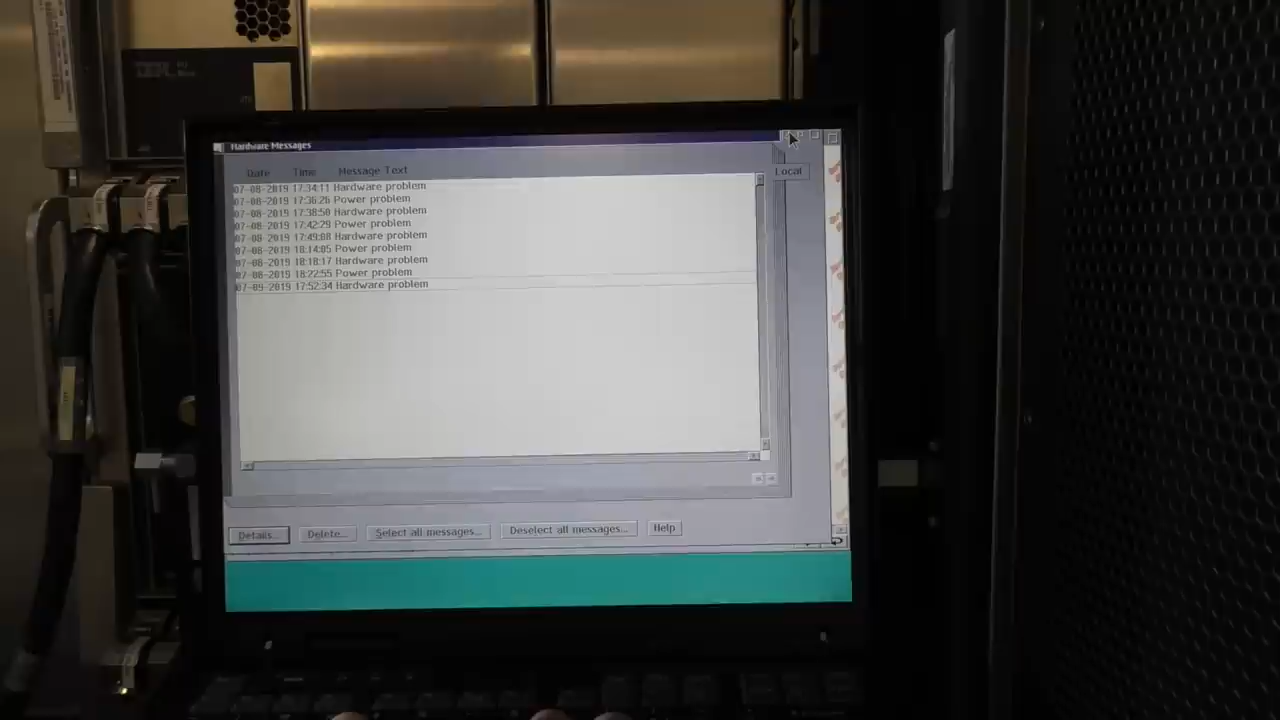 IBM
Hardware Messages
Date Time Message Text
Local
07-08-2019 17:34:11 Hardware problem
07-08-2019 17:36:26 Power problem
07-08-2019 17:38:50 Hardware problem
07-08-2019 17:42:29 Power problem
07-08-2019 17:49:08 Hardware problem
07-08-2019 18:14:05 Power problem
07-08-2019 18:18:17 Hardware problem
07-08-2019 18:22:55 Power problem
07-09-2019 17:52:34 Hardware problem
Details... Delete... Select all messages... Deselect all messages... Help